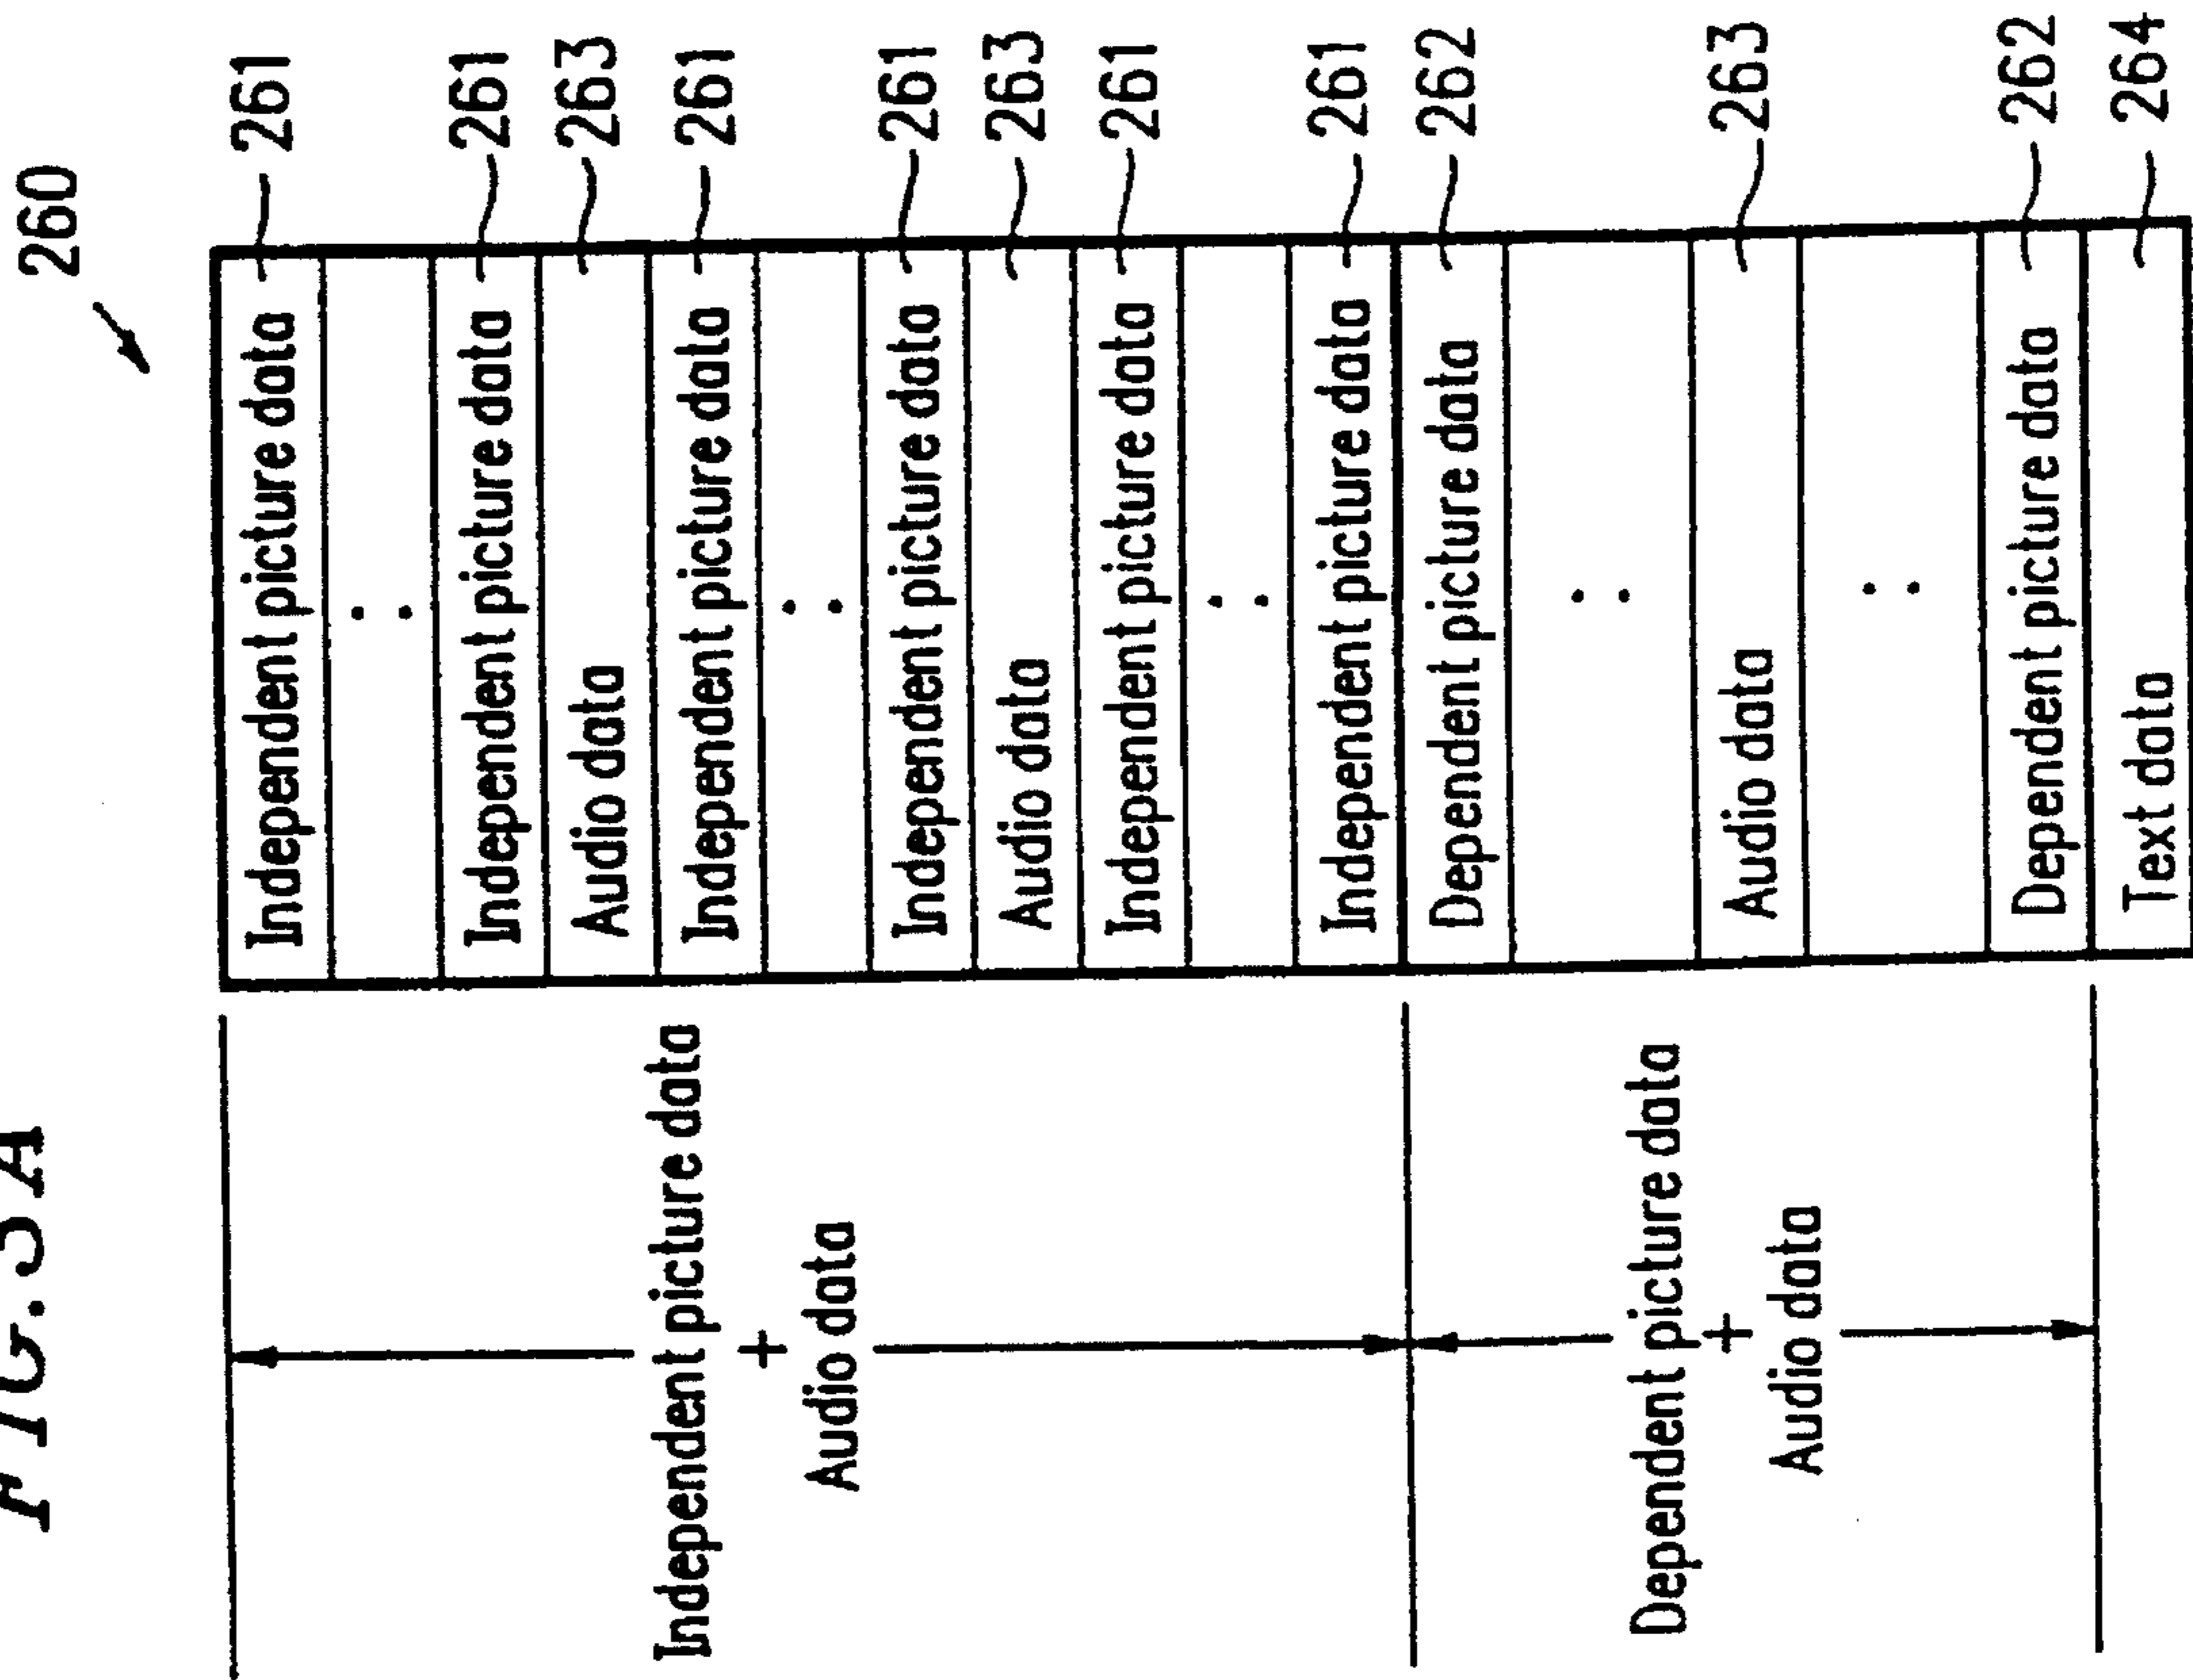 FIG. 3A
260
Independent picture data 261
Independent picture data 261
Audio data 263
Independent picture data 261
Independent picture data 261
Audio data 263
Independent picture data 261
Independent picture data 261
Dependent picture data 262
Audio data 263
Dependent picture data 262
Text data 264
Independent picture data
+
Audio data
Dependent picture data
+
Audio data